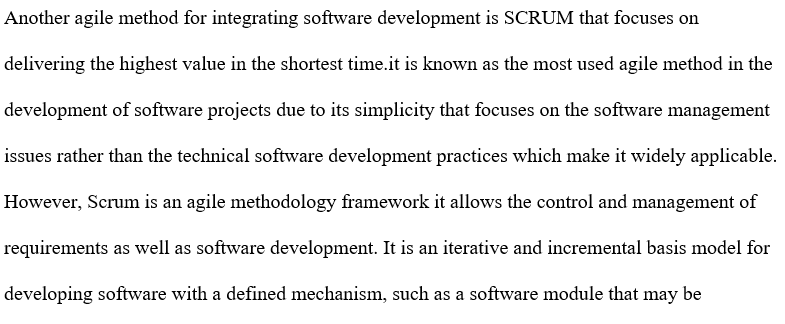 Another agile method for integrating software development is SCRUM that focuses on
delivering the highest value in the shortest time.it is known as the most used agile method in the
development of software projects due to its simplicity that focuses on the software management
issues rather than the technical software development practices which make it widely applicable.
However, Scrum is an agile methodology framework it allows the control and management of
requirements as well as software development. It is an iterative and incremental basis model for
developing software with a defined mechanism, such as a software module that may be